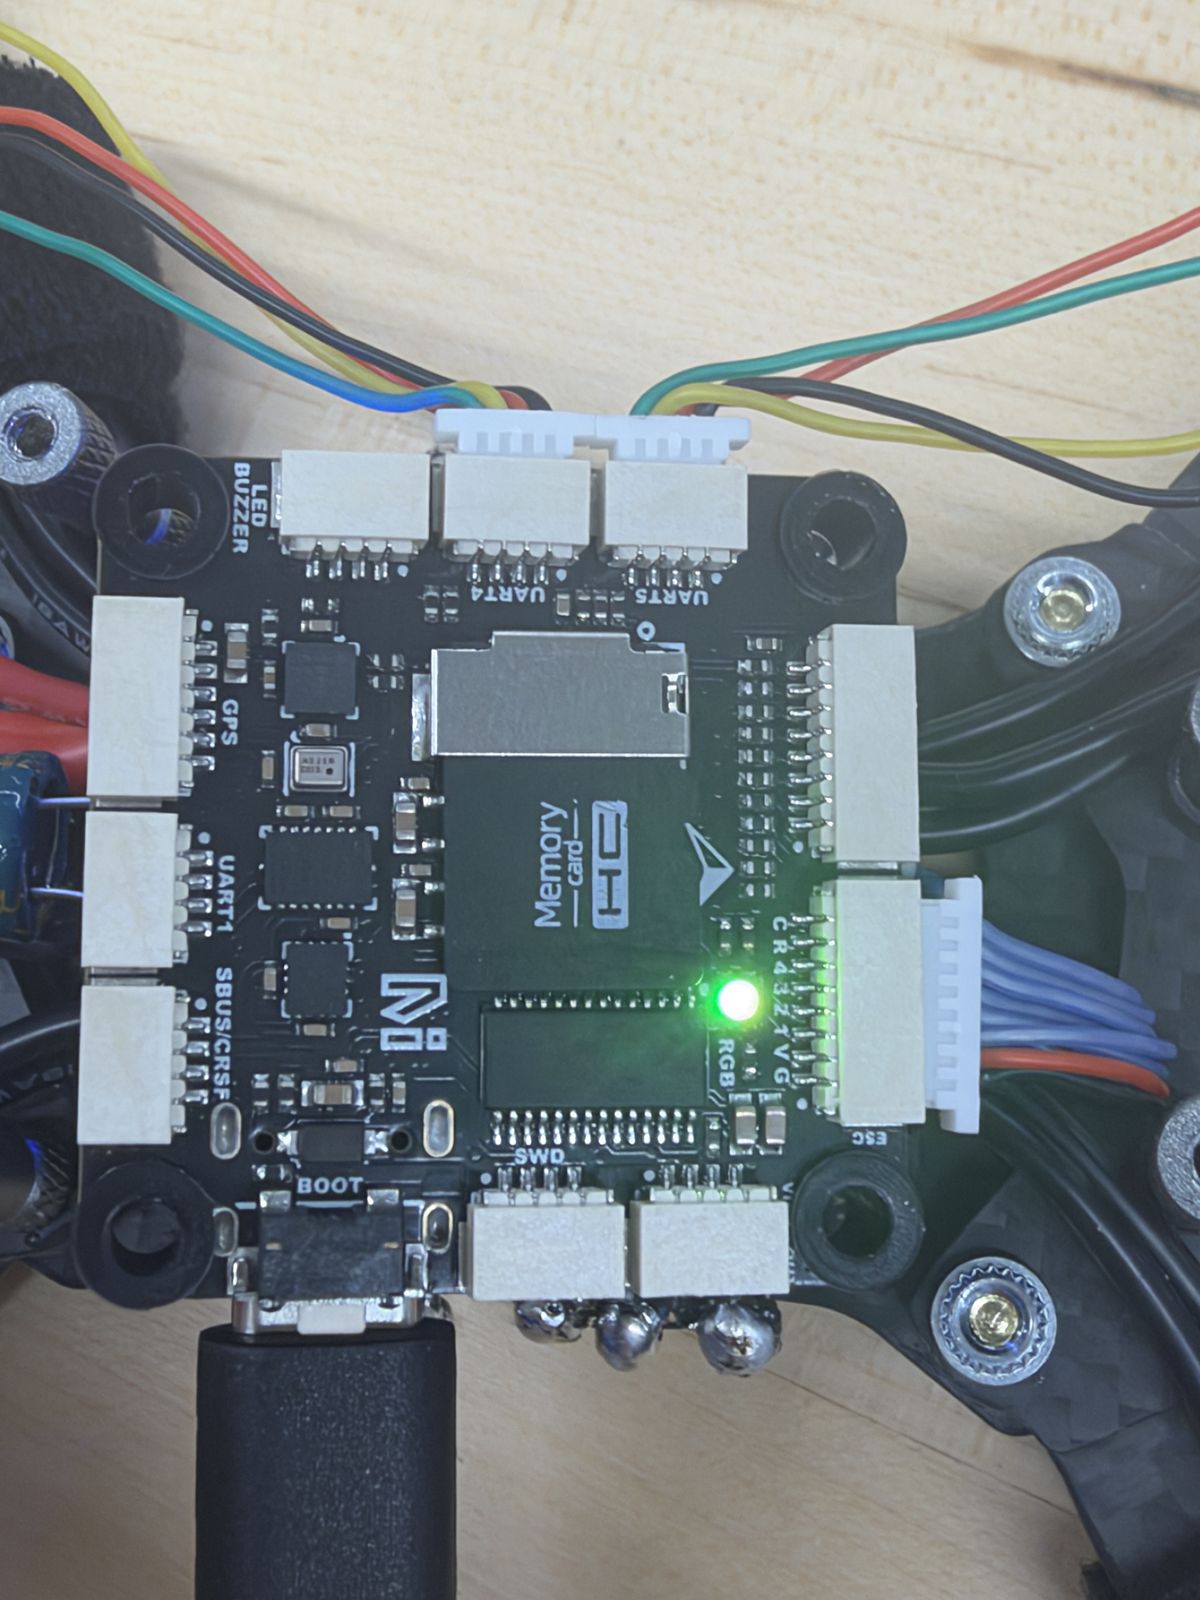 LED
BUZZER
UART4
UART5
GPS
Memory
card
HC
UART1
C R 4 3 2 1 V G
SBUS/CRSF
RGB
ESC
SWD
BOOT